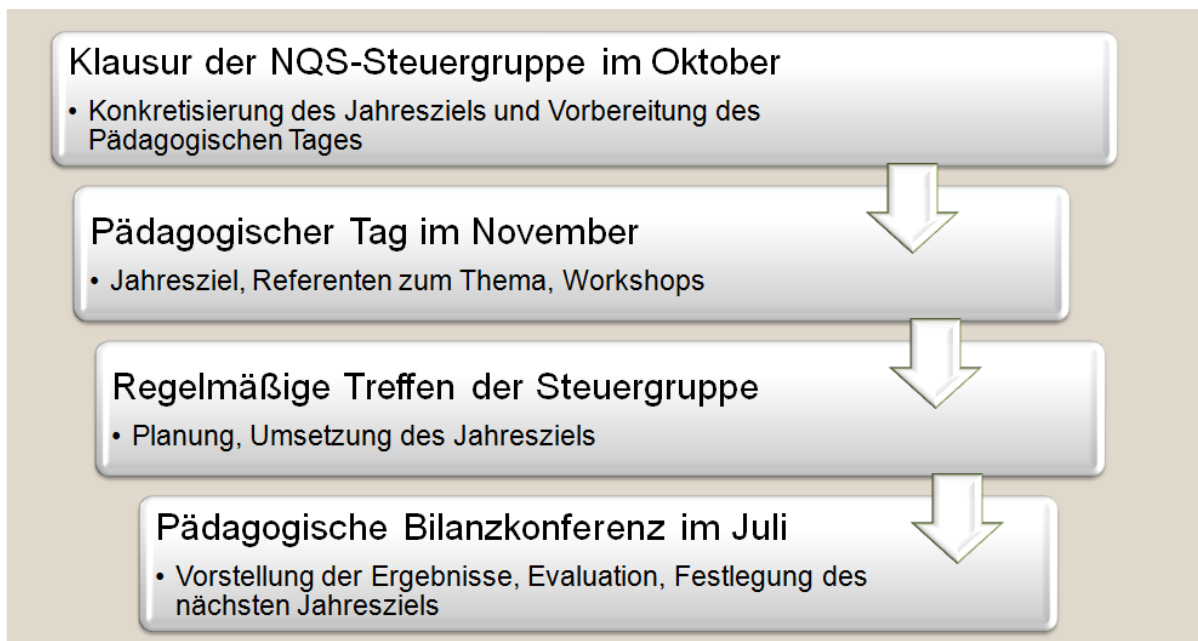 Klausur der NQS-Steuergruppe im Oktober
• Konkretisierung des Jahresziels und Vorbereitung des
Pädagogischen Tages
Pädagogischer Tag im November
• Jahresziel, Referenten zum Thema, Workshops
Regelmäßige Treffen der Steuergruppe
• Planung, Umsetzung des Jahresziels
Pädagogische Bilanzkonferenz im Juli
• Vorstellung der Ergebnisse, Evaluation, Festlegung des
nächsten Jahresziels